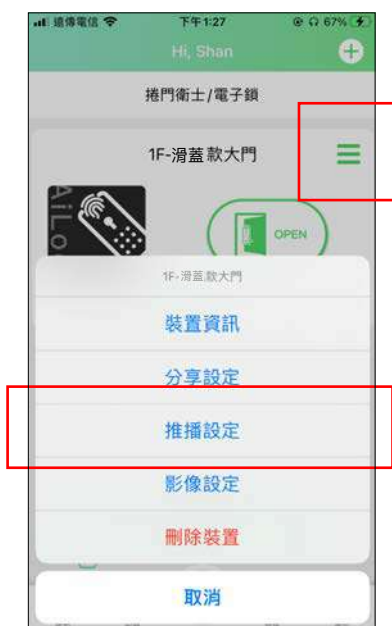 遠傳電信 下午1:27 67%
Hi, Shan
捲門衛士/電子鎖
1F-滑蓋款大門
AiLo
OPEN
1F-滑蓋款大門
裝置資訊
分享設定
推播設定
影像設定
刪除裝置
取消